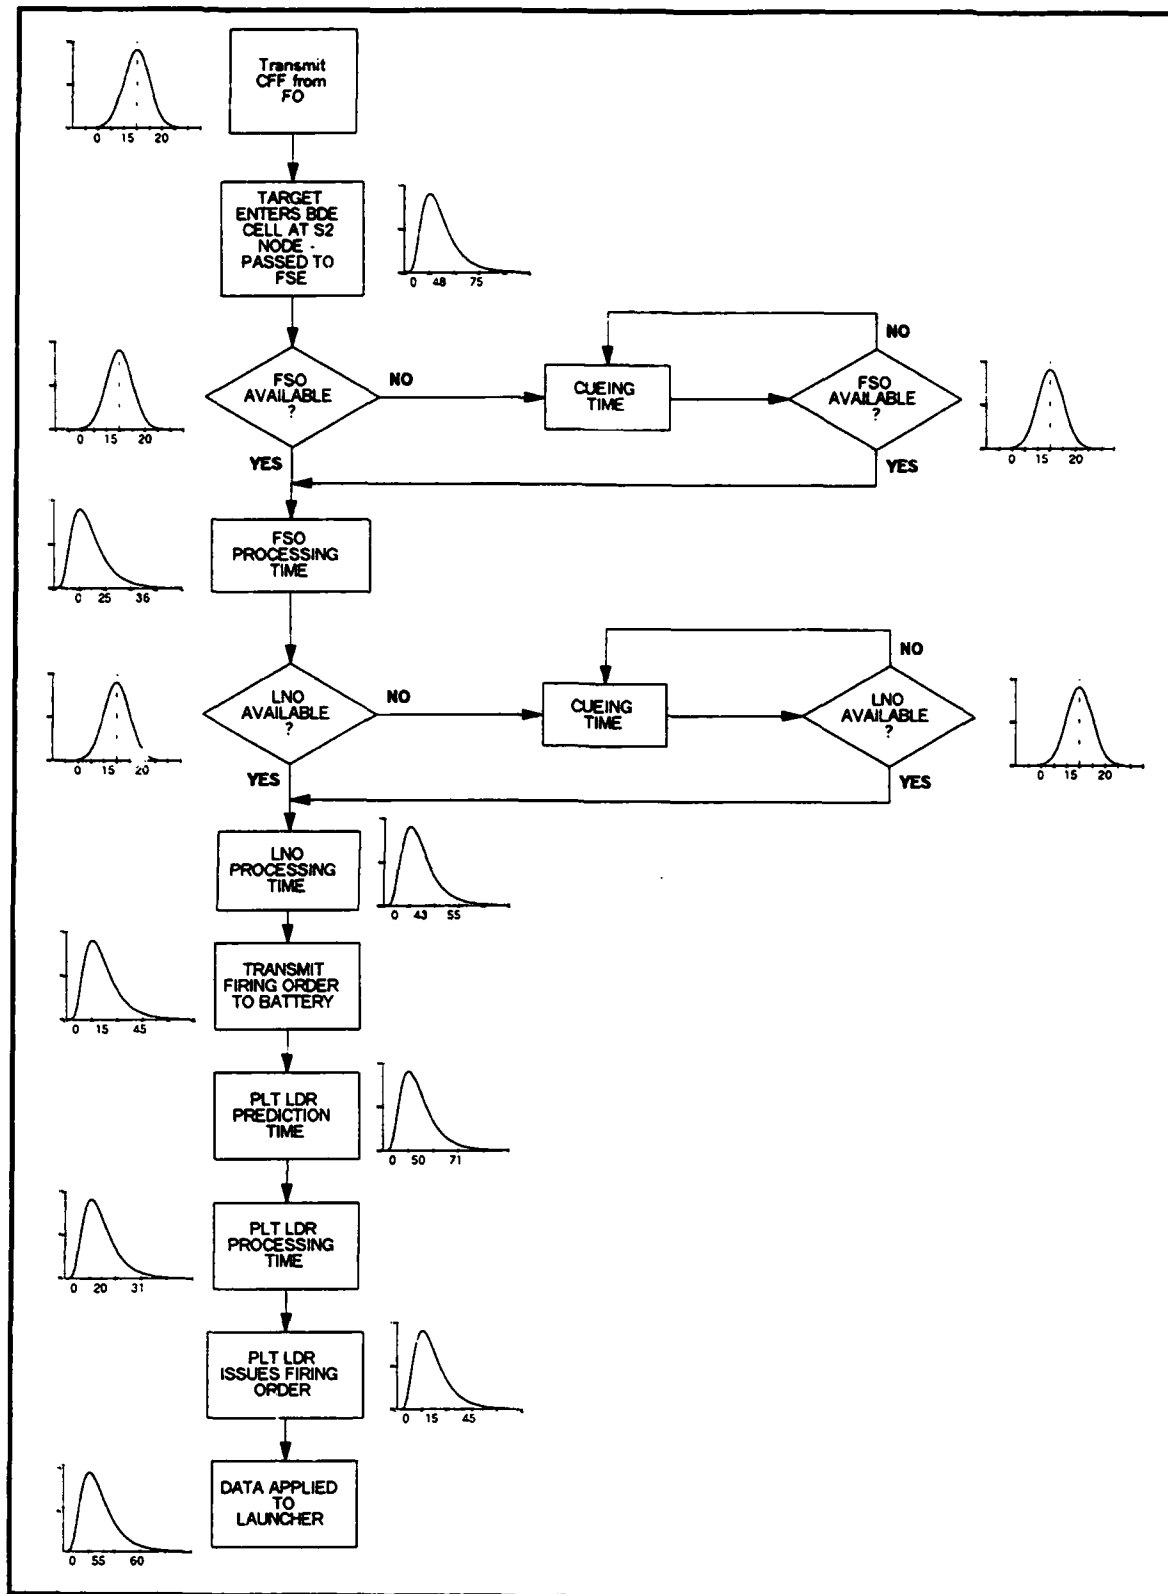 Transmit
CFF from
FO
0 15 20
TARGET
ENTERS BDE
CELL AT S2
NODE -
PASSED TO
FSE
0 48 75
FSO
AVAILABLE
?
NO
YES
0 15 20
CUEING
TIME
NO
FSO
AVAILABLE
?
YES
0 15 20
FSO
PROCESSING
TIME
0 25 36
LNO
AVAILABLE
?
NO
YES
0 15 20
CUEING
TIME
NO
LNO
AVAILABLE
?
YES
0 15 20
LNO
PROCESSING
TIME
0 43 55
TRANSMIT
FIRING ORDER
TO BATTERY
0 15 45
PLT LDR
PREDICTION
TIME
0 50 71
PLT LDR
PROCESSING
TIME
0 20 31
PLT LDR
ISSUES FIRING
ORDER
0 15 45
DATA APPLIED
TO
LAUNCHER
0 55 60